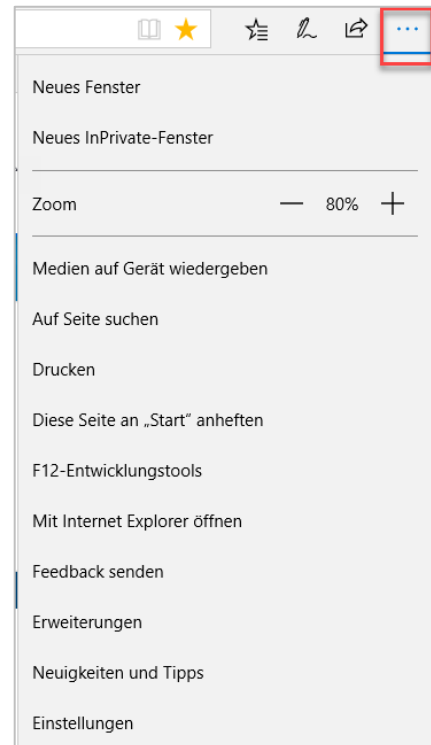 Neues Fenster
Neues InPrivate-Fenster
Zoom — 80% +
Medien auf Gerät wiedergeben
Auf Seite suchen
Drucken
Diese Seite an „Start“ anheften
F12-Entwicklungstools
Mit Internet Explorer öffnen
Feedback senden
Erweiterungen
Neuigkeiten und Tipps
Einstellungen